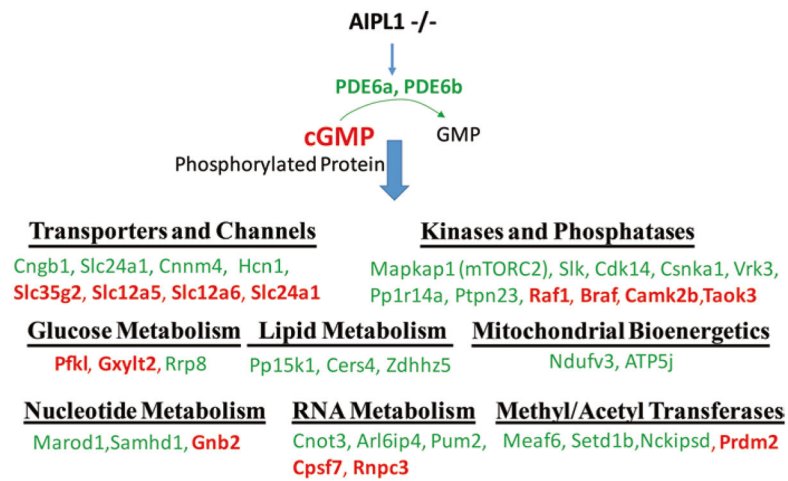 AIPL1 -/-
PDE6a, PDE6b
cGMP
GMP
Phosphorylated Protein
Transporters and Channels
Cngb1, Slc24a1, Cnnm4, Hcn1,
Slc35g2, Slc12a5, Slc12a6, Slc24a1
Kinases and Phosphatases
Mapkap1 (mTORC2), Slk, Cdk14, Csnka1, Vrk3,
Pp1r14a, Ptpn23, Raf1, Braf, Camk2b,Taok3
Glucose Metabolism
Pfkl, Gxylt2, Rrp8
Lipid Metabolism
Pp15k1, Cers4, Zdhhz5
Mitochondrial Bioenergetics
Ndufv3, ATP5j
Nucleotide Metabolism
Marod1,Samhd1, Gnb2
RNA Metabolism
Cnot3, Arl6ip4, Pum2,
Cpsf7, Rnpc3
Methyl/Acetyl Transferases
Meaf6, Setd1b,Nckipsd, Prdm2